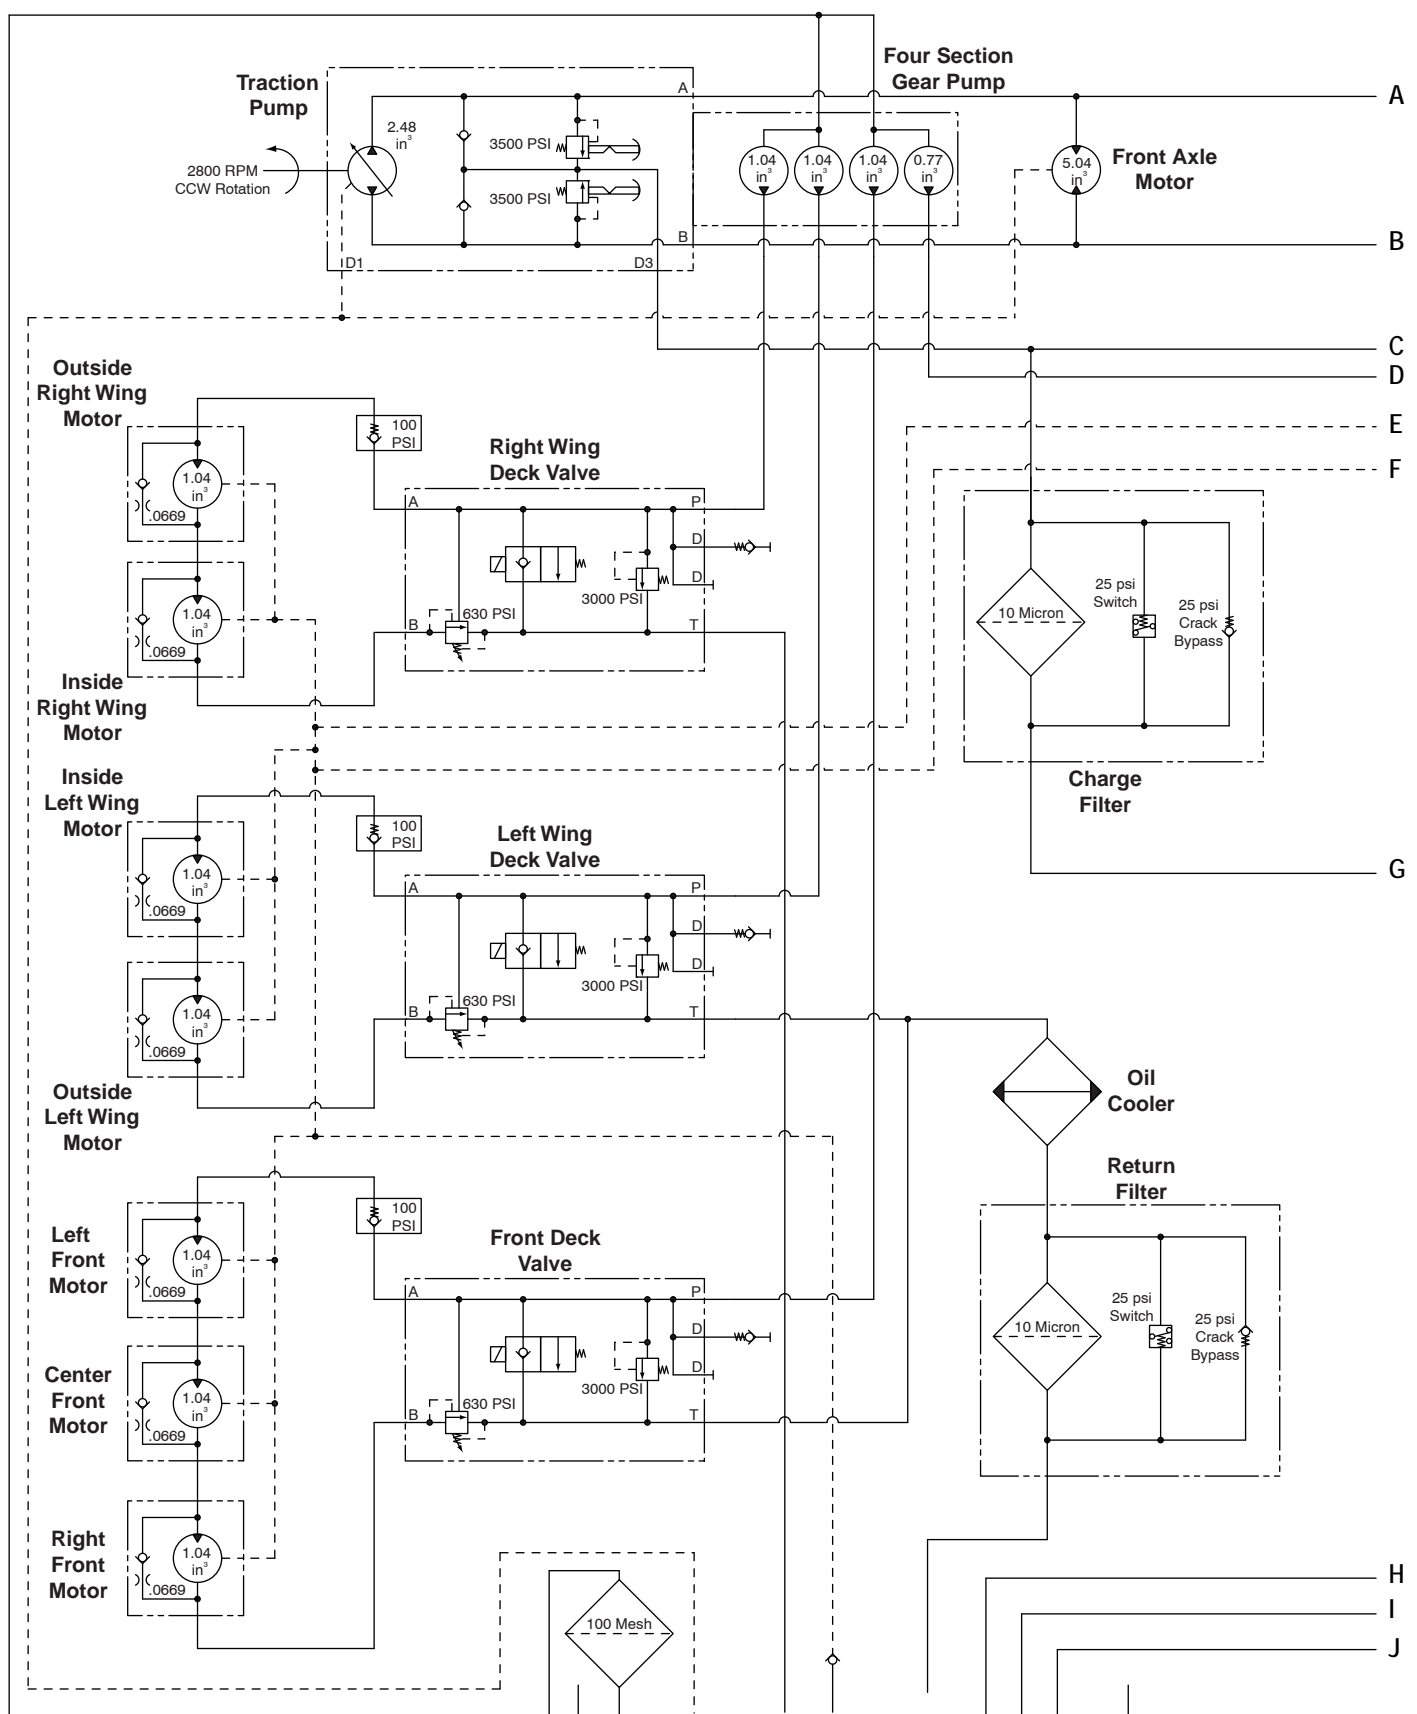 Four Section
Gear Pump
Traction
Pump
A
A
2.48
in³
3500 PSI
2800 RPM
CCW Rotation
3500 PSI
1.04
in³
1.04
in³
1.04
in³
0.77
in³
5.04
in³
Front Axle
Motor
B
B
D1
D3
C
D
E
F
Outside
Right Wing
Motor
100
PSI
Right Wing
Deck Valve
1.04
in³
.0669
A
P
D
D
3000 PSI
630 PSI
B
T
1.04
in³
.0669
Inside
Right Wing
Motor
10 Micron
25 psi
Switch
25 psi
Crack
Bypass
Charge
Filter
Inside
Left Wing
Motor
100
PSI
Left Wing
Deck Valve
G
1.04
in³
.0669
A
P
D
D
3000 PSI
630 PSI
B
T
1.04
in³
.0669
Outside
Left Wing
Motor
Oil
Cooler
Return
Filter
100
PSI
Front Deck
Valve
Left
Front
Motor
1.04
in³
.0669
A
P
D
D
3000 PSI
630 PSI
B
T
10 Micron
25 psi
Switch
25 psi
Crack
Bypass
Center
Front
Motor
1.04
in³
.0669
Right
Front
Motor
1.04
in³
.0669
100 Mesh
H
I
J